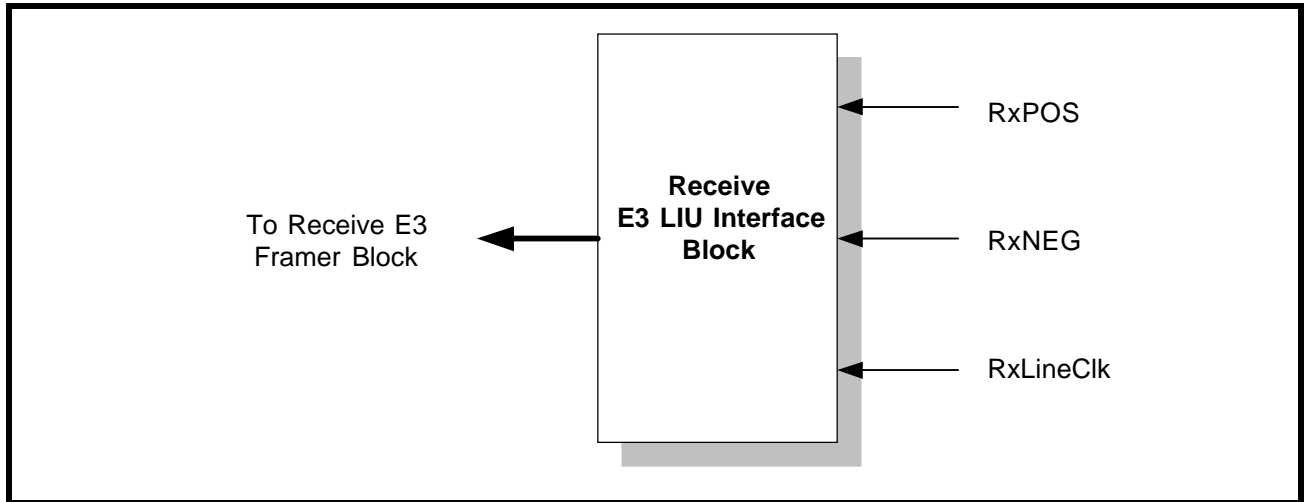 RxPOS
Receive
E3 LIU Interface
Block
To Receive E3
Framer Block
RxNEG
RxLineClk